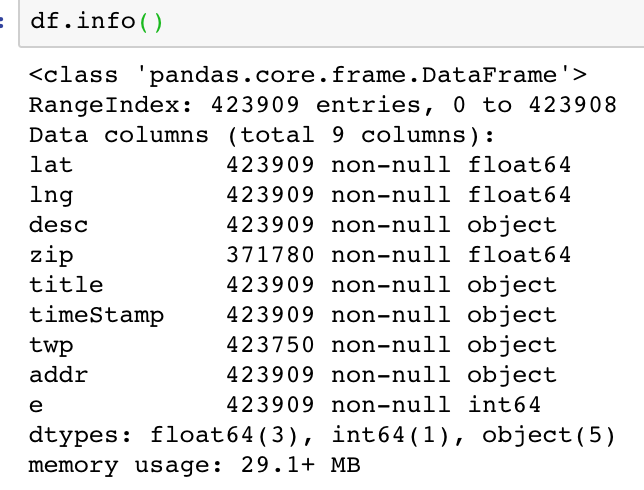 :
df.info()
<class 'pandas.core.frame.DataFrame'>
RangeIndex: 423909 entries, 0 to 423908
Data columns (total 9 columns):
lat          423909 non-null float64
lng          423909 non-null float64
desc         423909 non-null object
zip          371780 non-null float64
title        423909 non-null object
timeStamp    423909 non-null object
twp          423750 non-null object
addr         423909 non-null object
e            423909 non-null int64
dtypes: float64(3), int64(1), object(5)
memory usage: 29.1+ MB